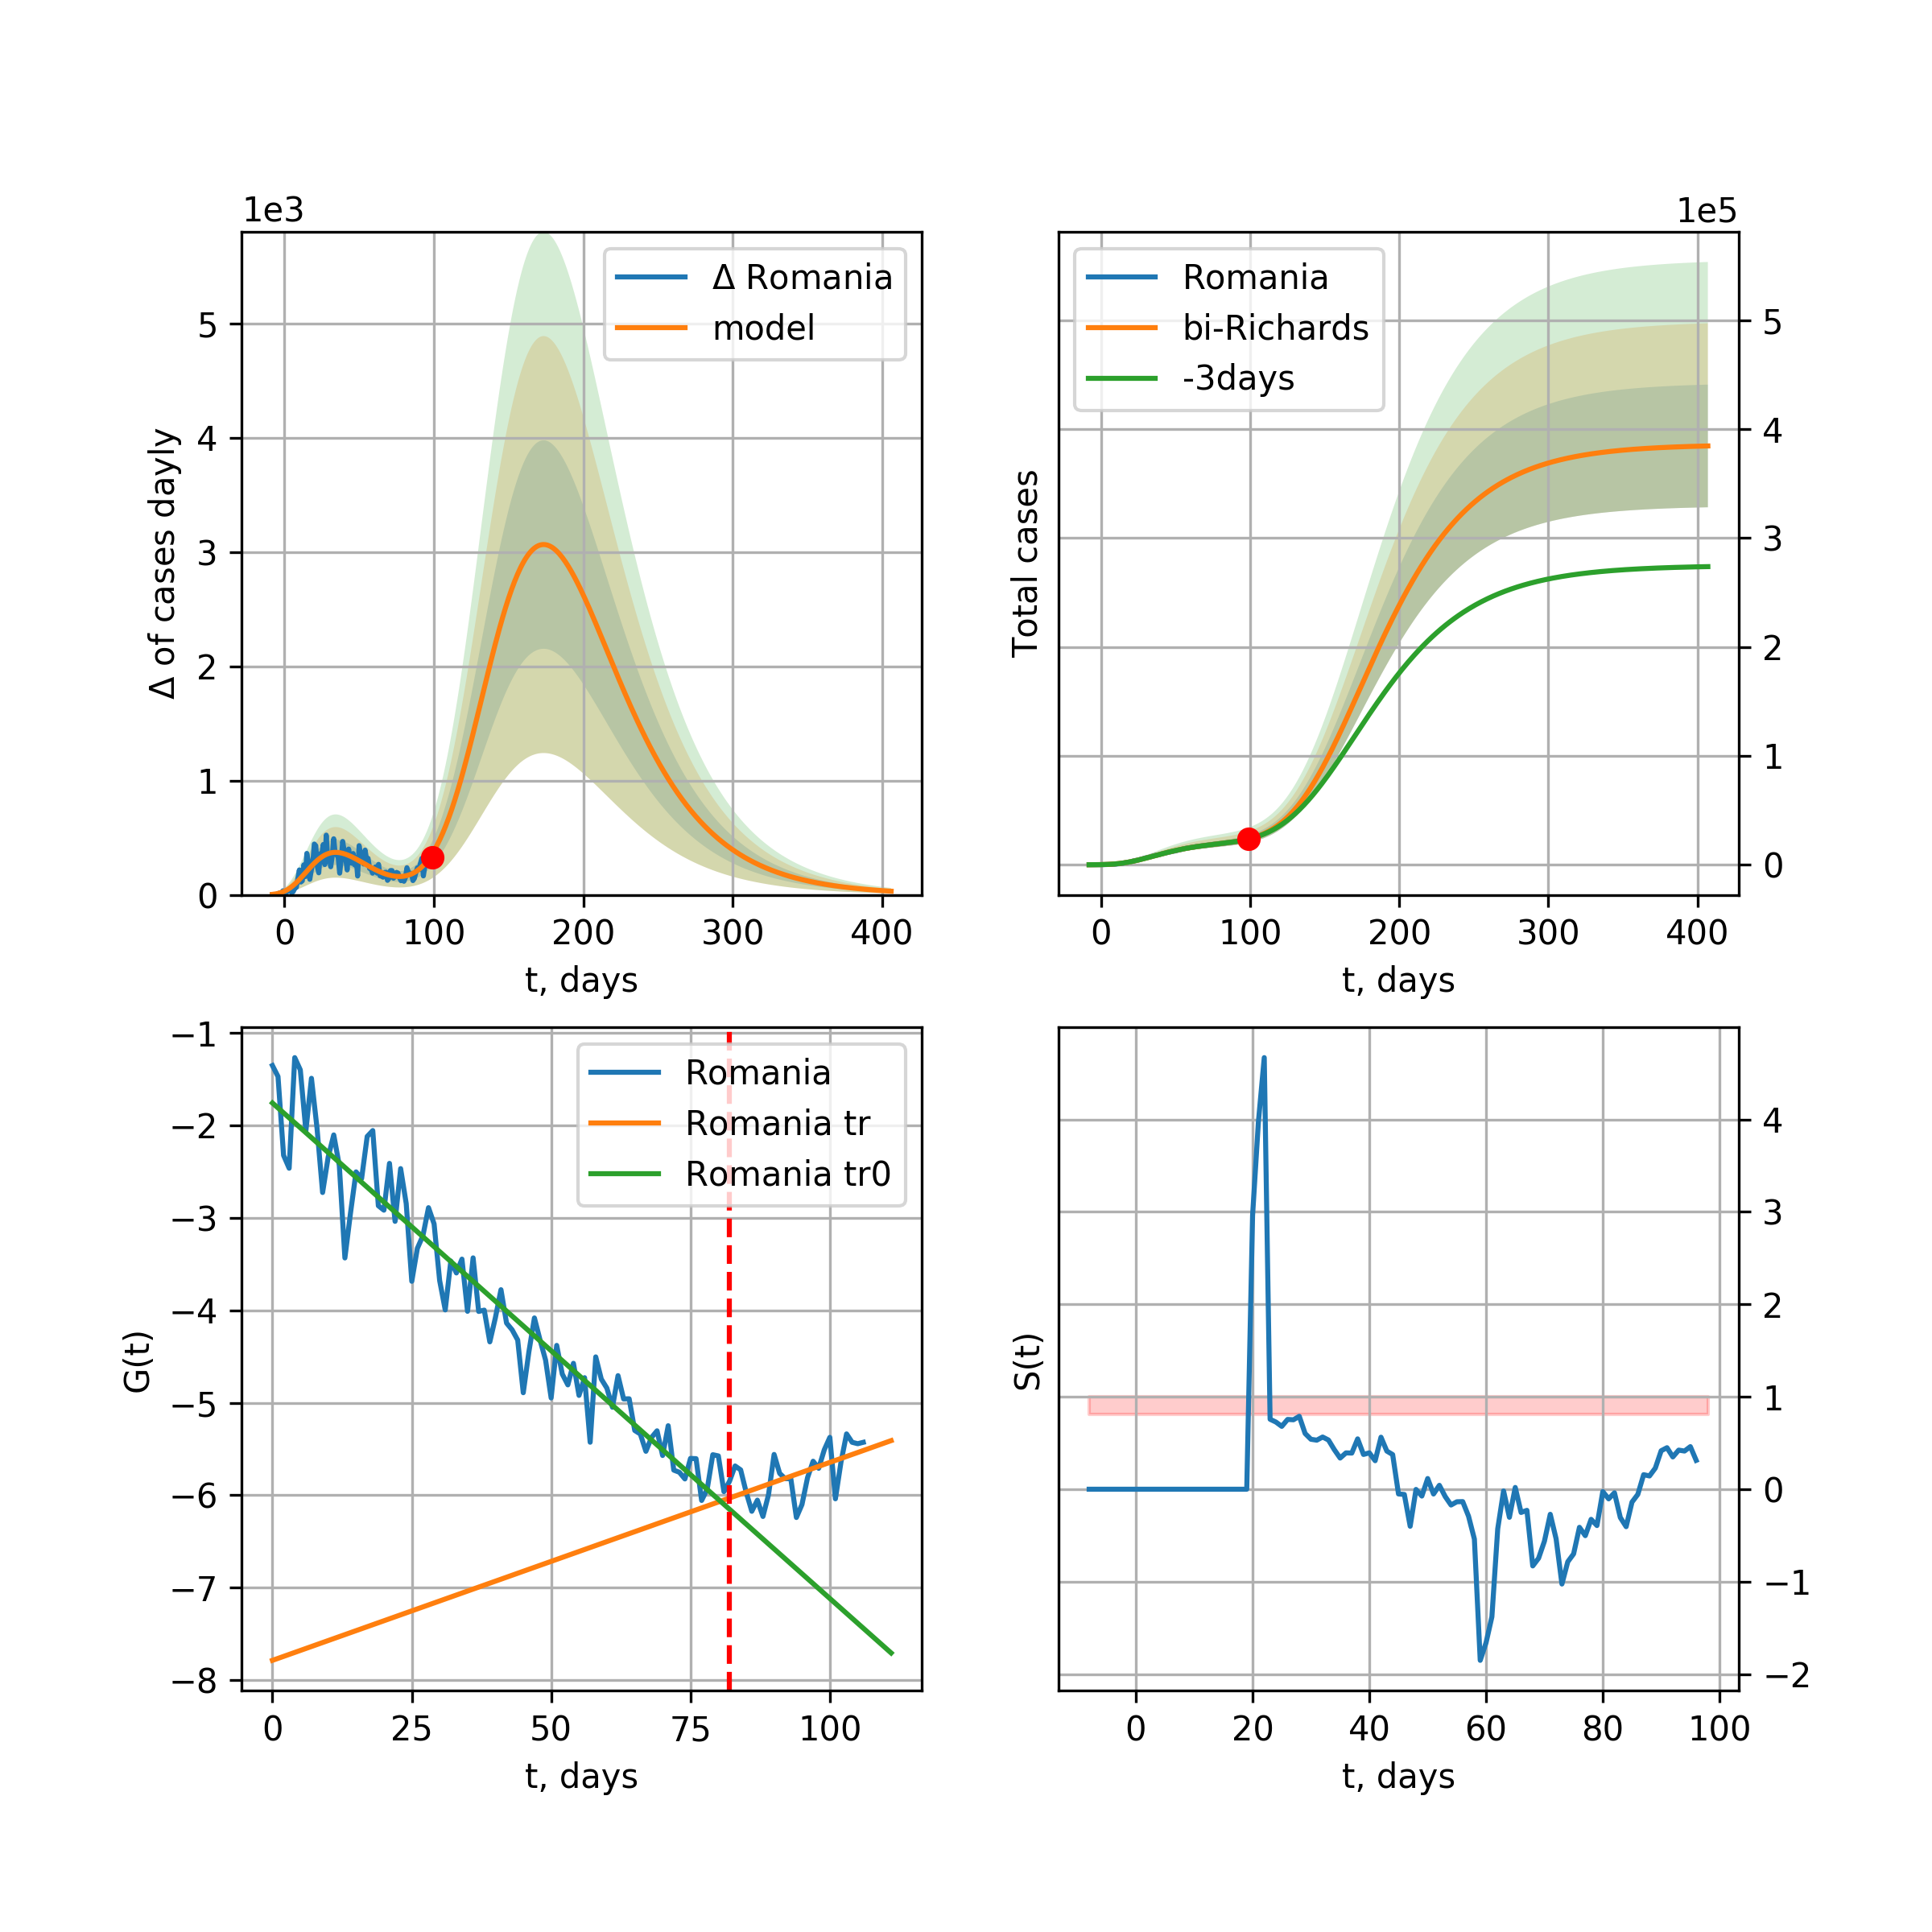 1e3
Δ of cases dayly
5
4
3
2
1
0
Δ Romania
model
0 100 200 300 400
t, days
1e5
Total cases
Romania
bi-Richards
-3days
5
4
3
2
1
0
0 100 200 300 400
t, days
G(t)
−1
−2
−3
−4
−5
−6
−7
−8
Romania
Romania tr
Romania tr0
0 25 50 75 100
t, days
S(t)
4
3
2
1
0
−1
−2
0 20 40 60 80 100
t, days